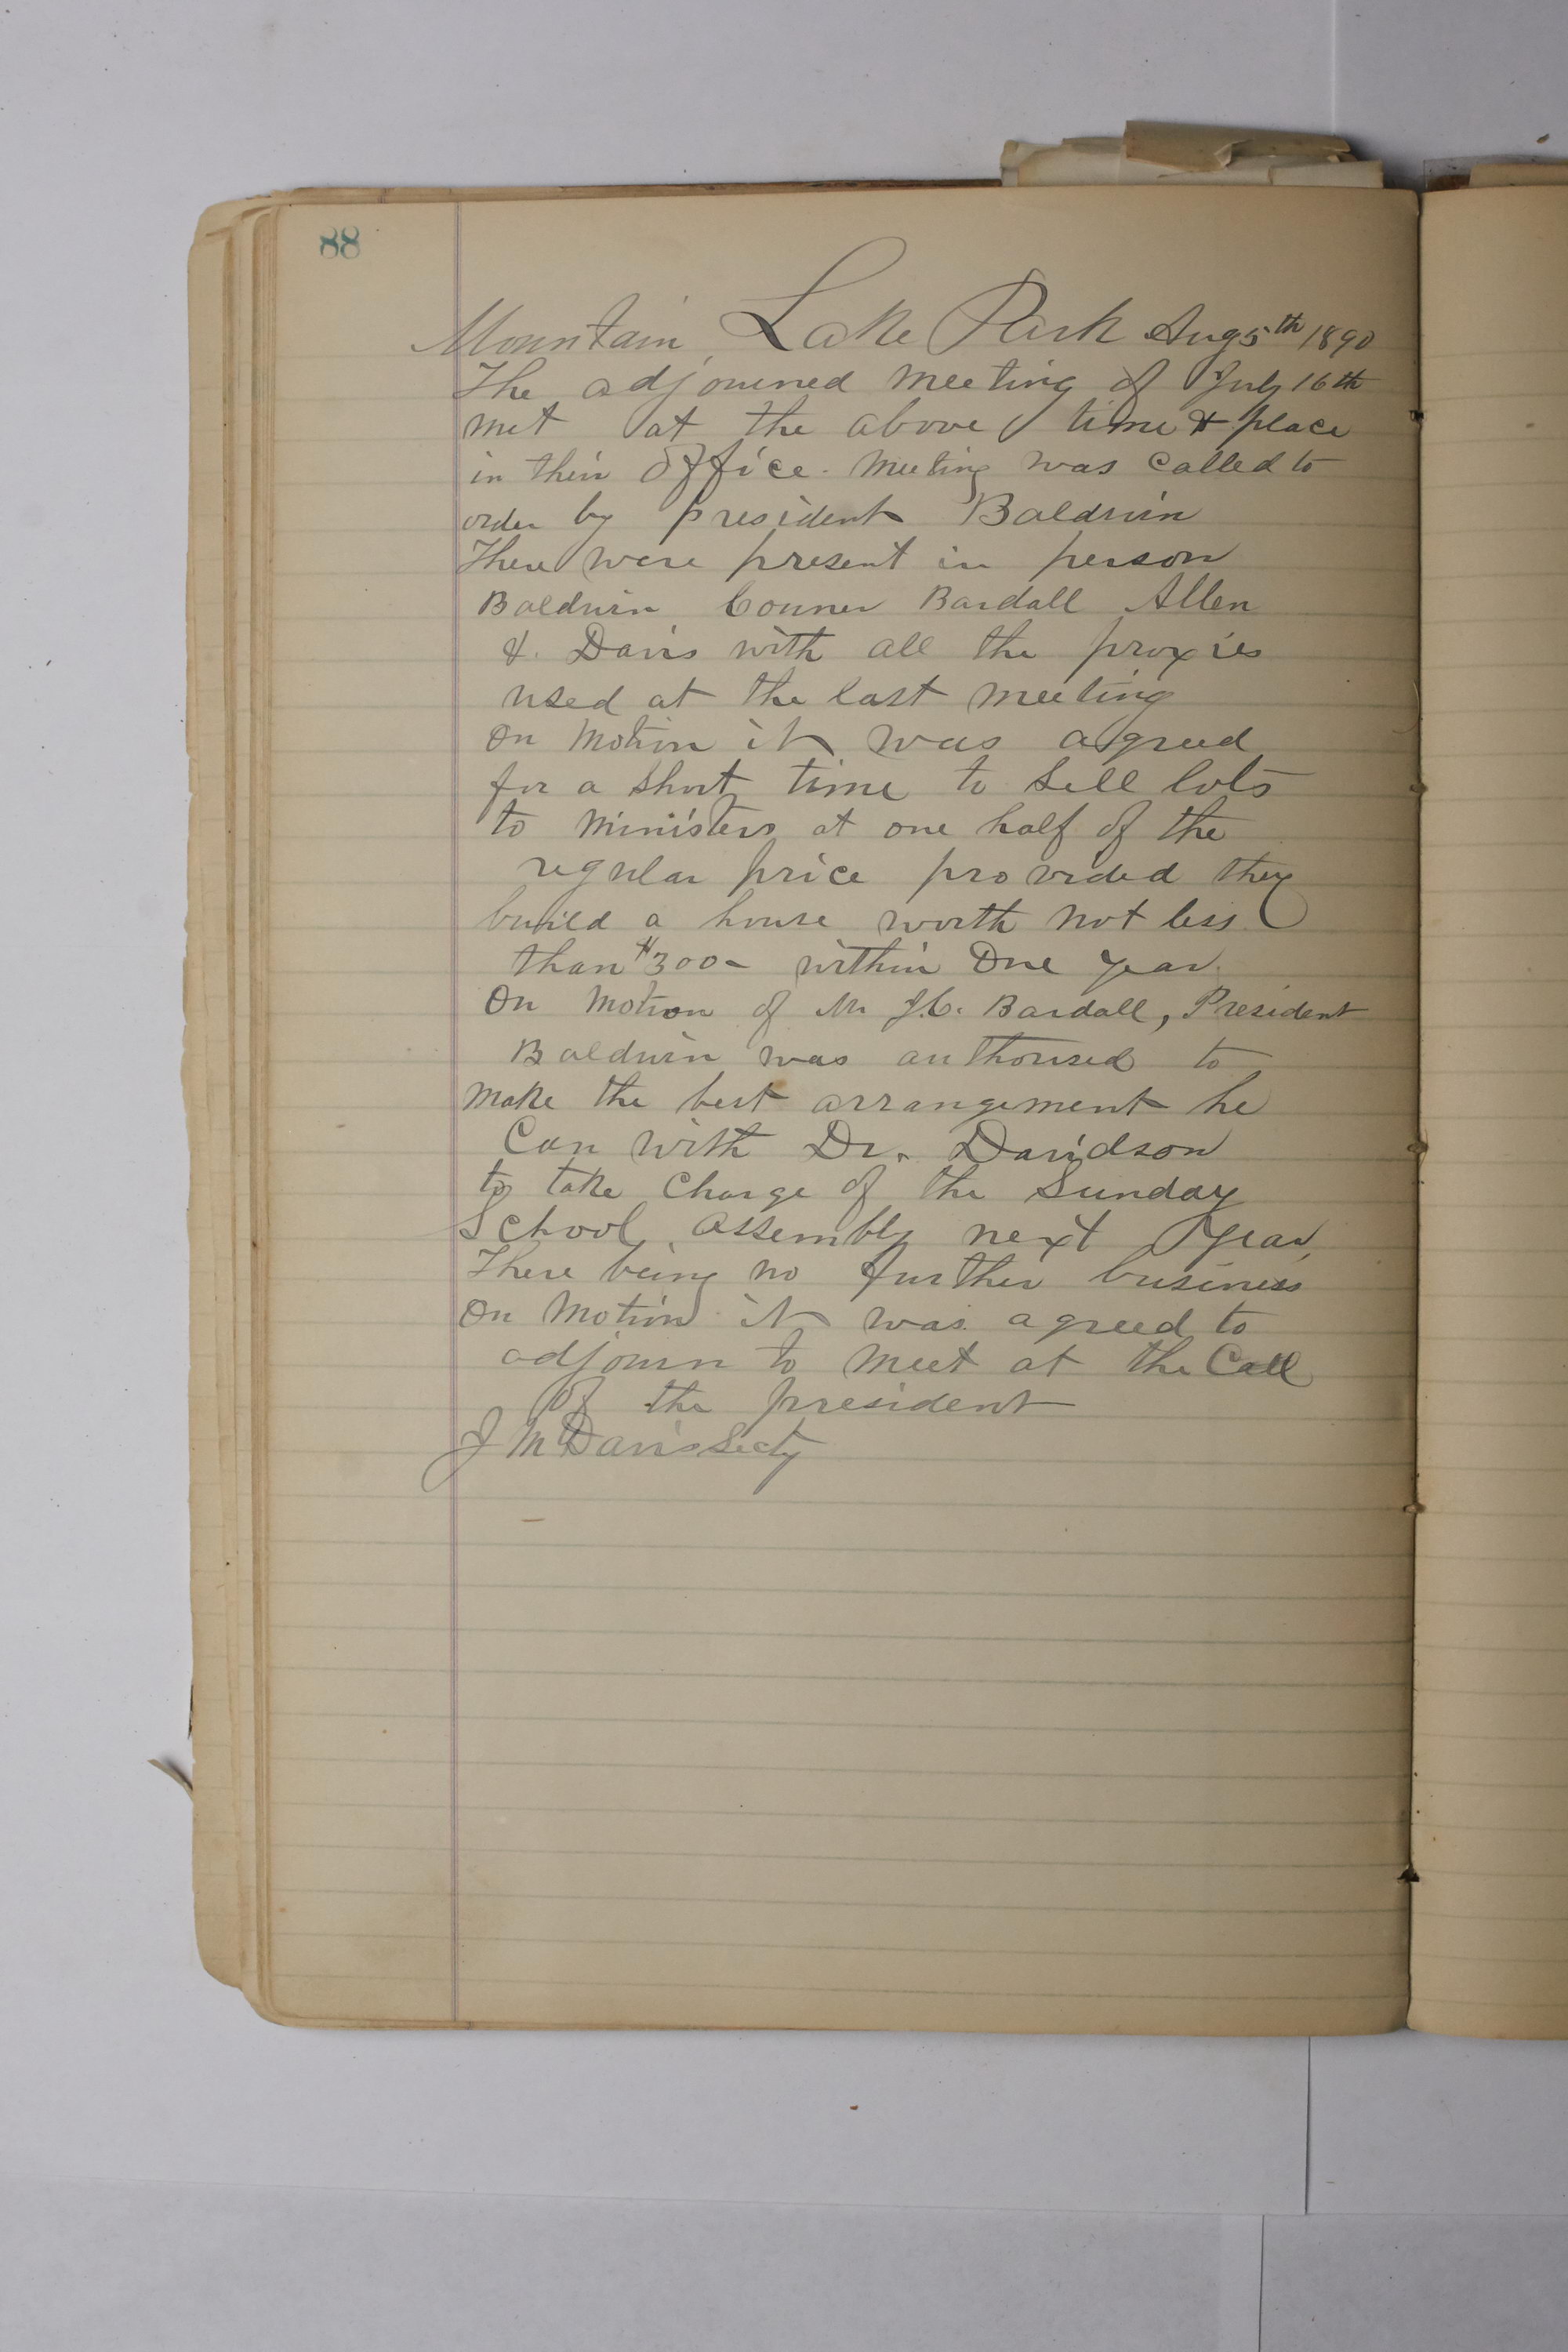 88
Mountain Lake Park Aug 5th 1890
The adjourned meeting of July 16th
met at the above time & place
in their Office. Meeting was Called to
order by president Baldwin
There were present in person
Baldwin Conner Bardall Allen
&. Davis with all the proxies
used at the last meeting
On Motion it was agreed
for a short time to Sell lots
to Ministers at one half of the
regular price provided they
build a house worth not less
than $300- within One year.
On Motion of Mr J.C. Bardall, President
Baldwin was authorised to
make the best arrangement he
Can with Dr. Davidson
to take Charge of the Sunday
School, assembly next year,
There being no further business
On Motion it was agreed to
adjourn to meet at the Call
of the president
J M Davis Secty